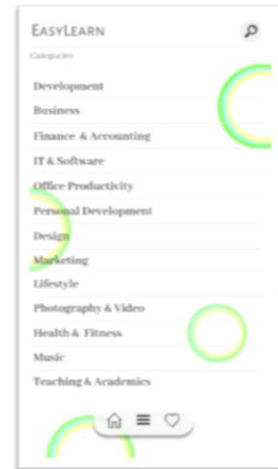 EASYLEARN
Categories
Development
Business
Finance & Accounting
IT & Software
Office Productivity
Personal Development
Design
Marketing
Lifestyle
Photography & Video
Health & Fitness
Music
Teaching & Academics